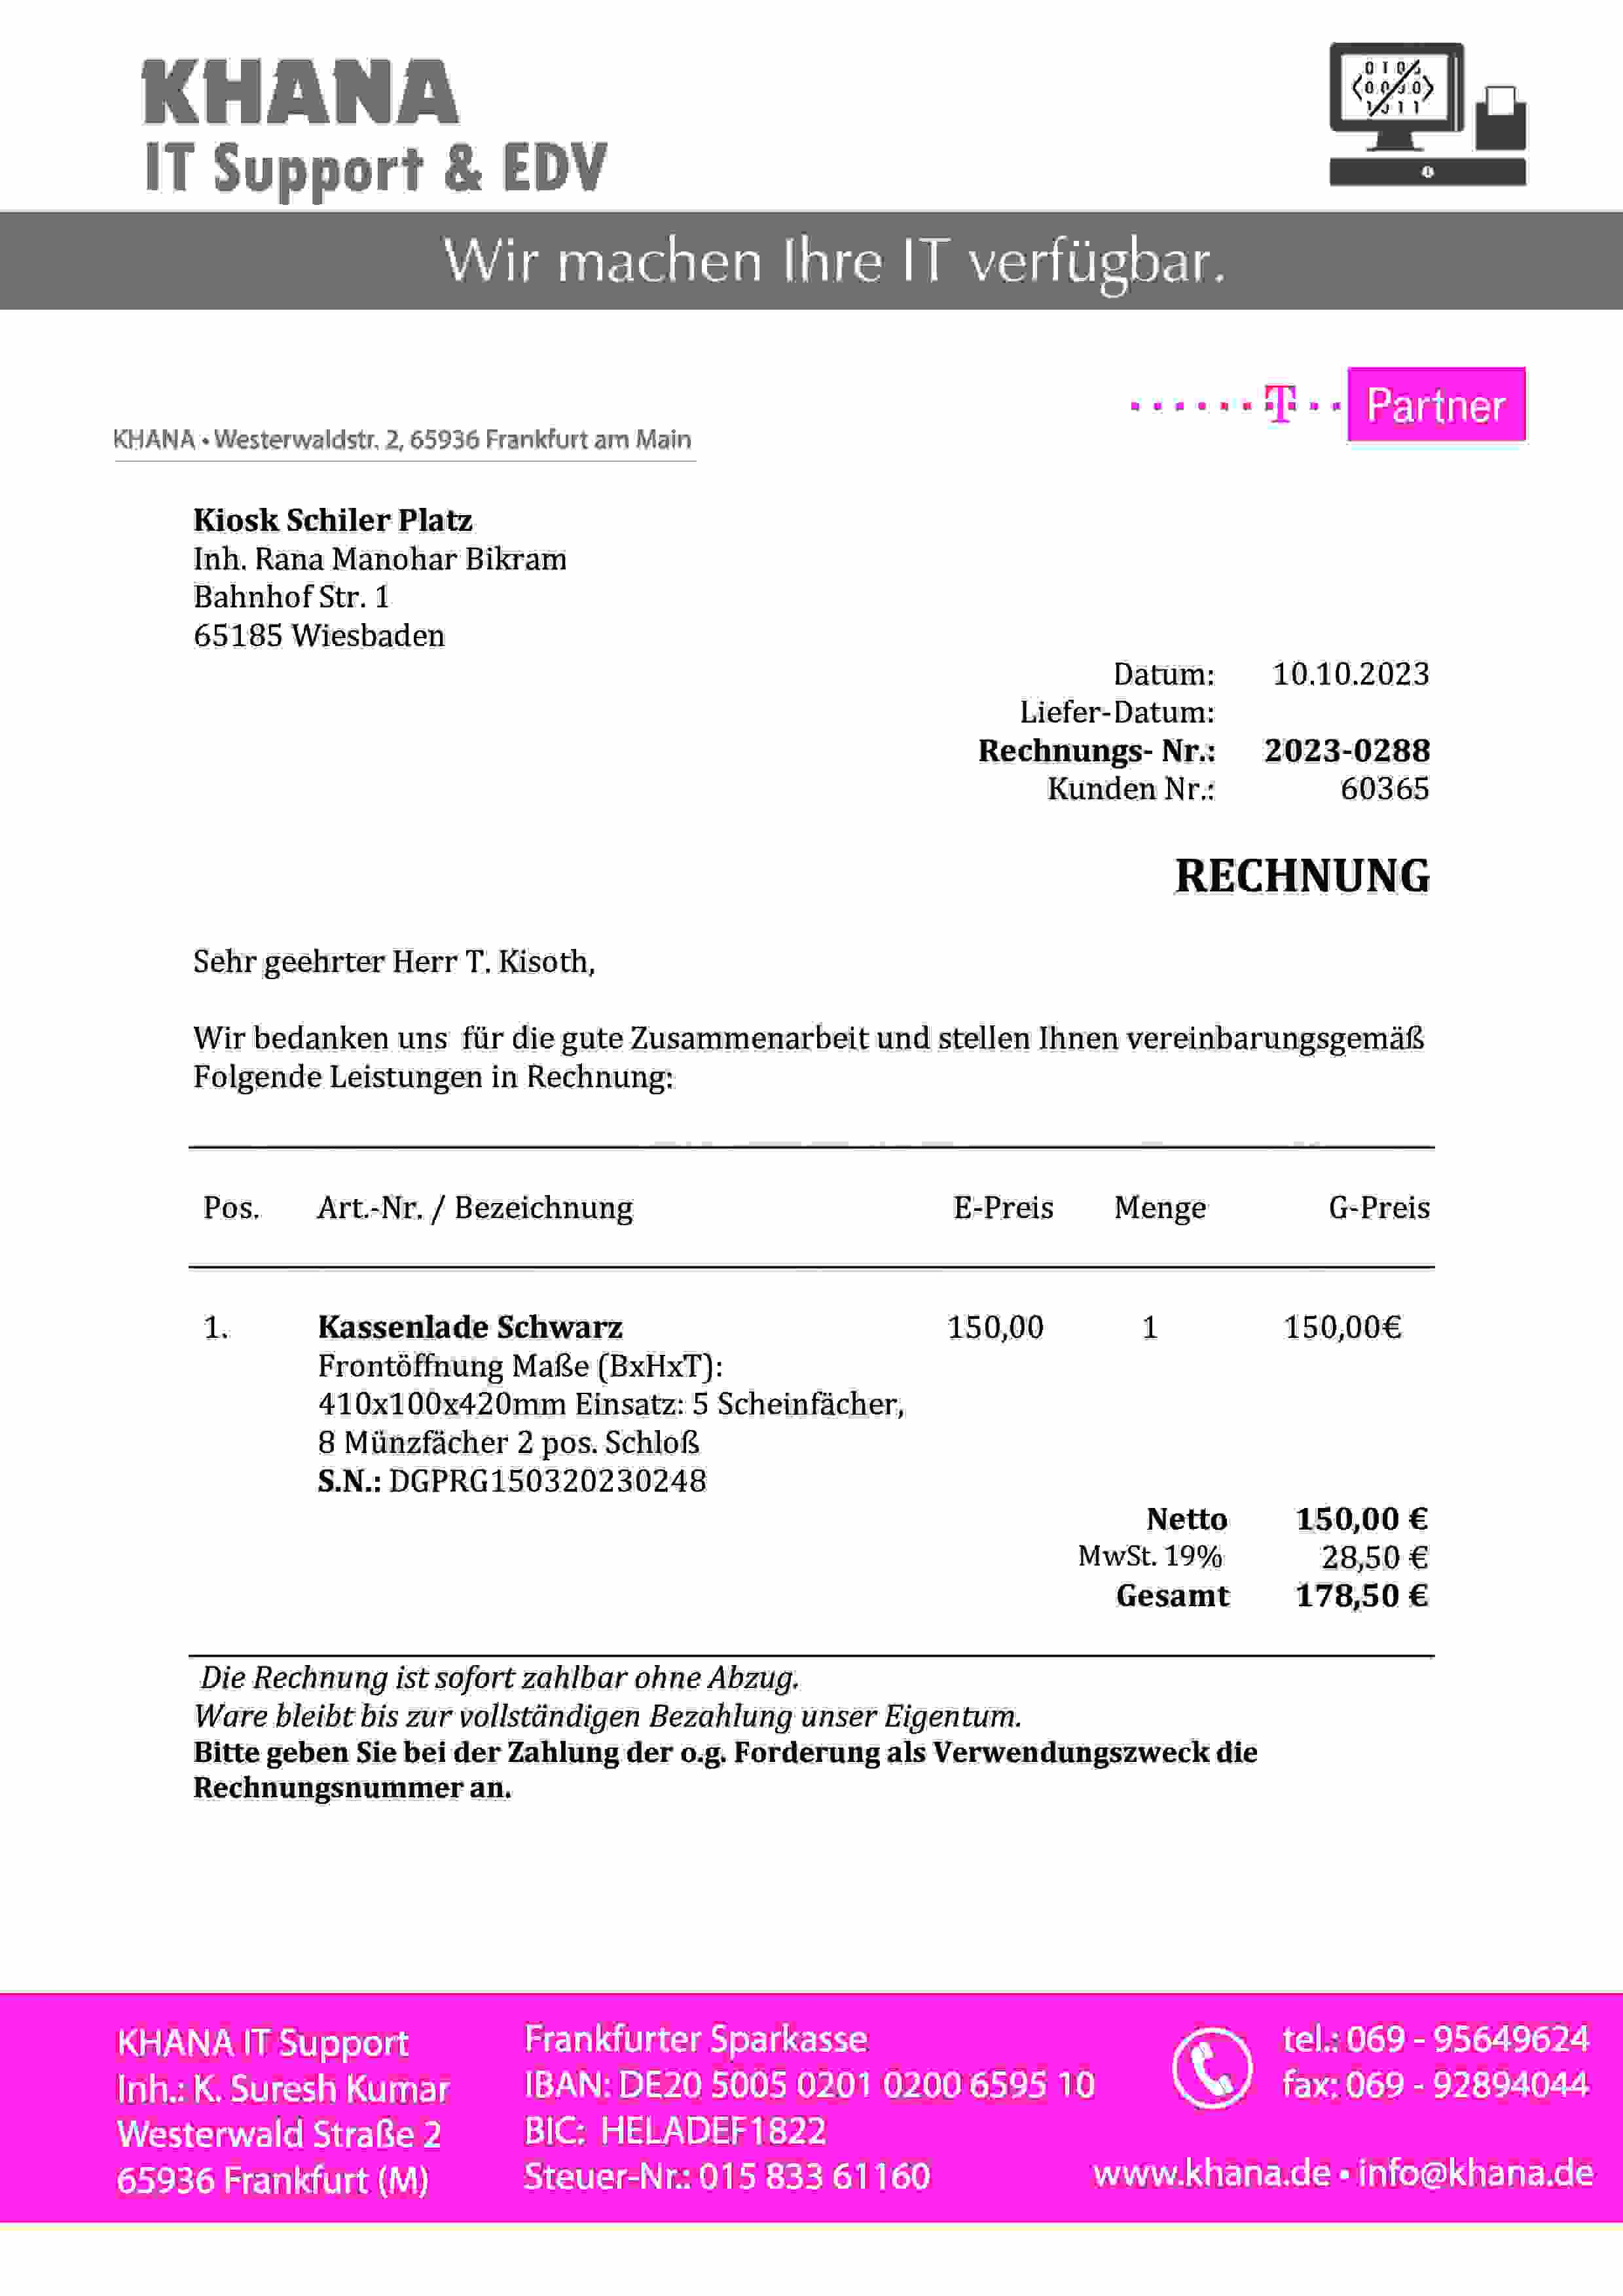 KHANA
IT Support & EDV
Wir machen Ihre IT verfügbar.
T Partner
KHANA • Westerwaldstr. 2, 65936 Frankfurt am Main
Kiosk Schiler Platz
Inh. Rana Manohar Bikram
Bahnhof Str. 1
65185 Wiesbaden
Datum: 10.10.2023
Liefer-Datum:
Rechnungs- Nr.: 2023-0288
Kunden Nr.: 60365
RECHNUNG
Sehr geehrter Herr T. Kisoth,
Wir bedanken uns für die gute Zusammenarbeit und stellen Ihnen vereinbarungsgemäß
Folgende Leistungen in Rechnung:
Pos. Art.-Nr. / Bezeichnung E-Preis Menge G-Preis
1. Kassenlade Schwarz 150,00 1 150,00€
Frontöffnung Maße (BxHxT):
410x100x420mm Einsatz: 5 Scheinfächer,
8 Münzfächer 2 pos. Schloß
S.N.: DGPRG150320230248
Netto 150,00 €
MwSt. 19% 28,50 €
Gesamt 178,50 €
Die Rechnung ist sofort zahlbar ohne Abzug.
Ware bleibt bis zur vollständigen Bezahlung unser Eigentum.
Bitte geben Sie bei der Zahlung der o.g. Forderung als Verwendungszweck die
Rechnungsnummer an.
KHANA IT Support
Inh.: K. Suresh Kumar
Westerwald Straße 2
65936 Frankfurt (M)
Frankfurter Sparkasse
IBAN: DE20 5005 0201 0200 6595 10
BIC: HELADEF1822
Steuer-Nr.: 015 833 61160
tel.: 069 - 95649624
fax: 069 - 92894044
www.khana.de • info@khana.de